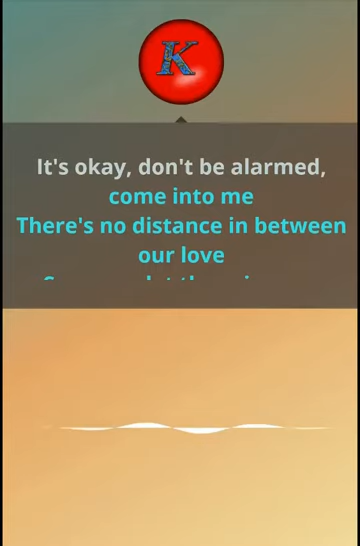 K
It's okay, don't be alarmed,
come into me
There's no distance in between
our love